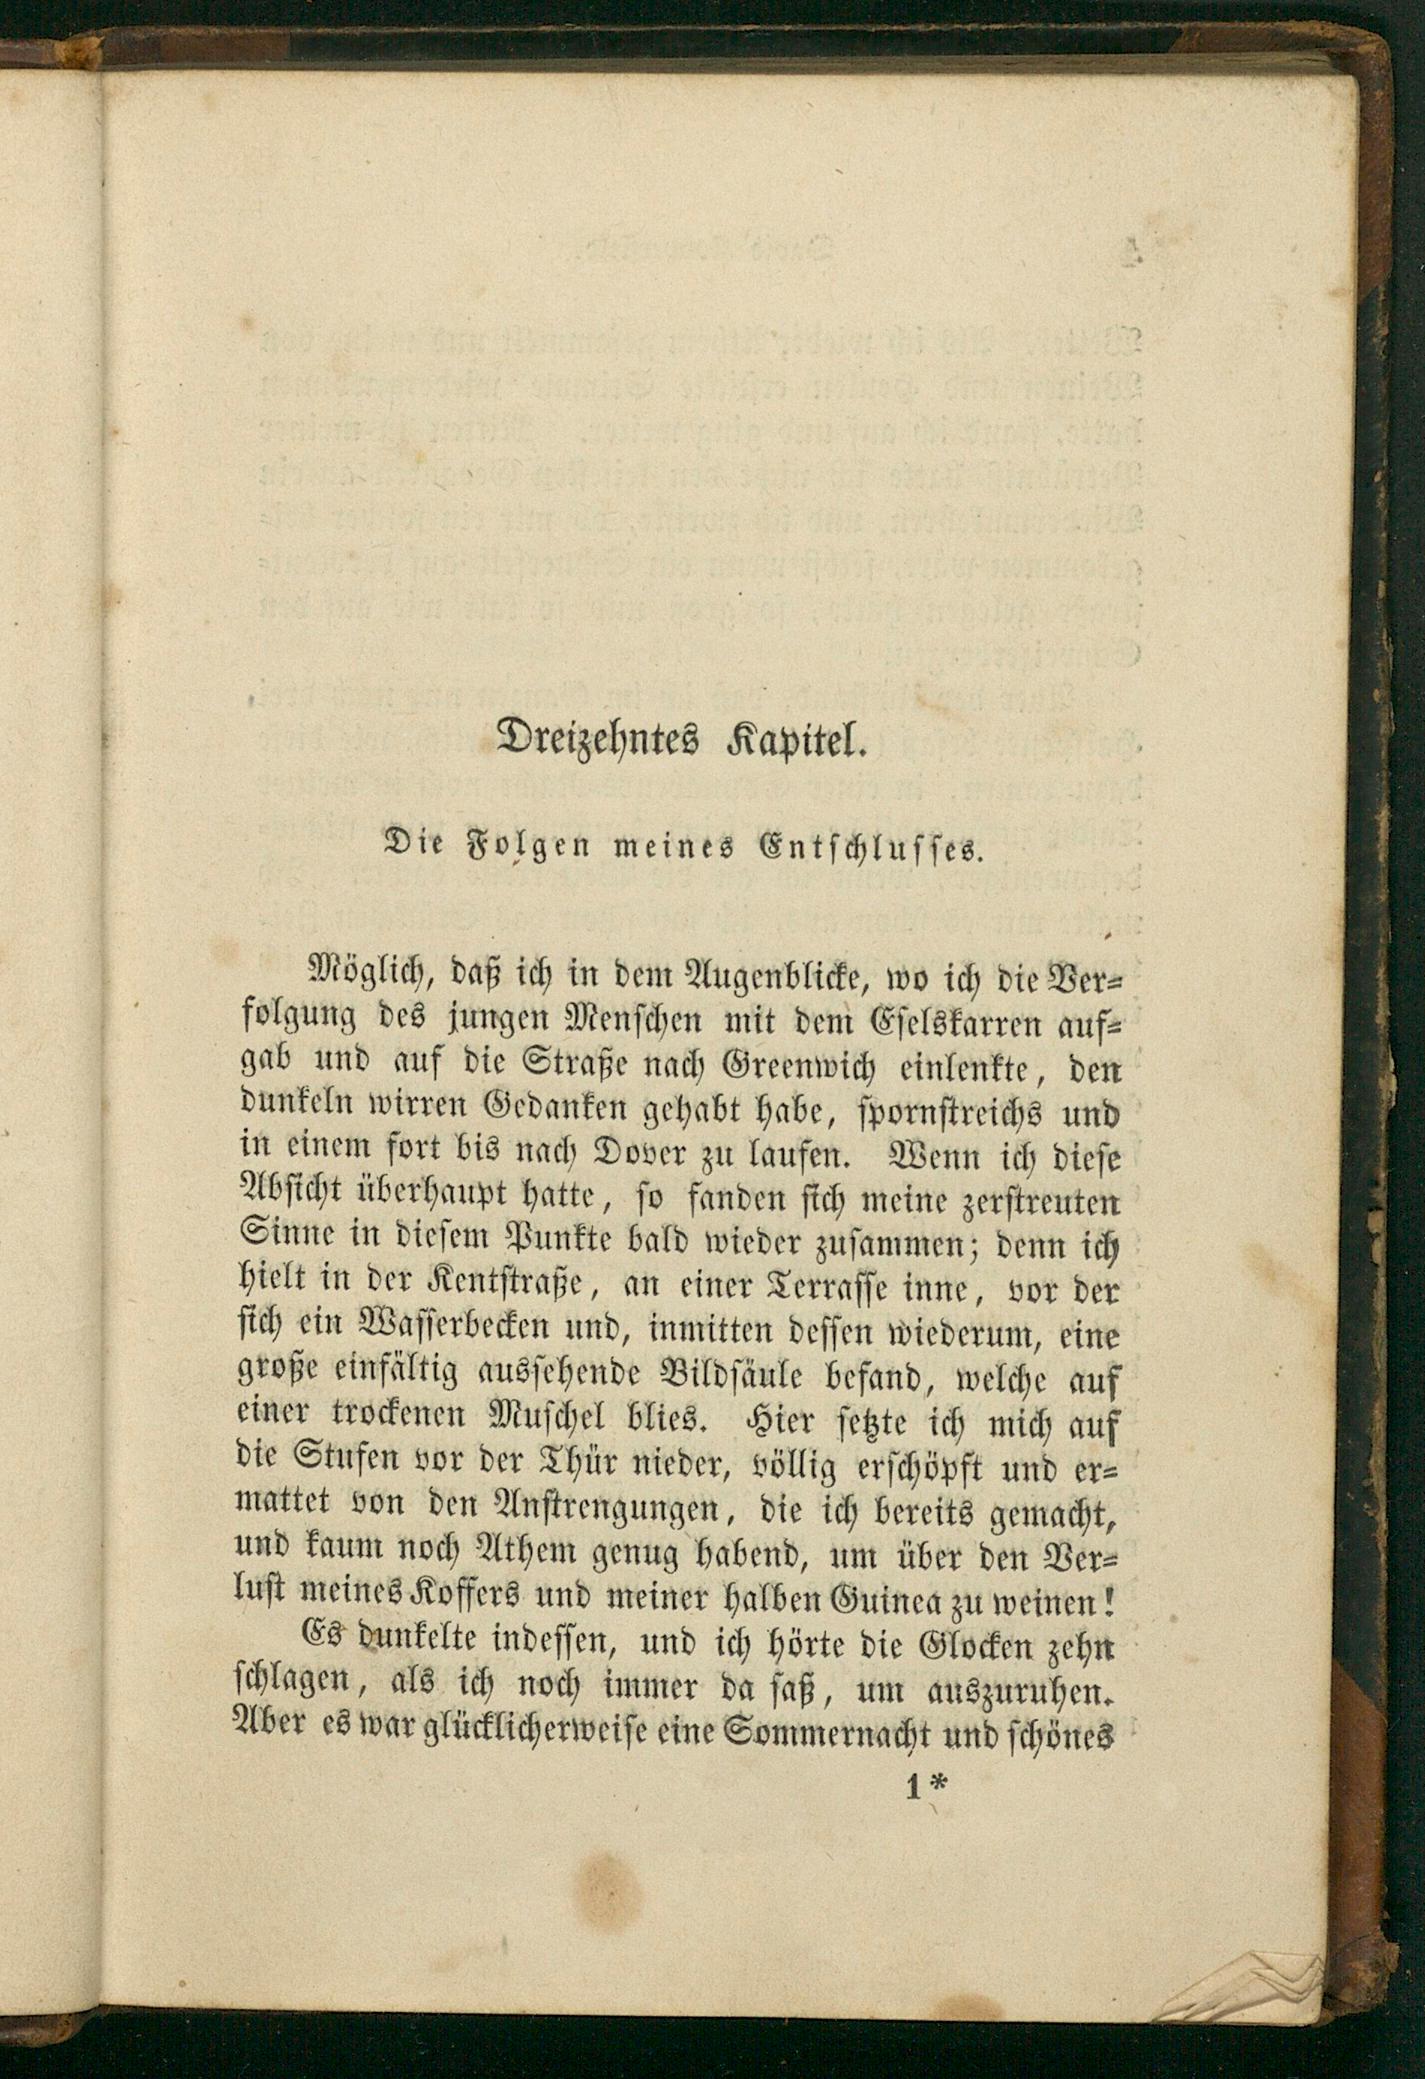 Dreizehntes Kapitel.
Die Folgen meines Entschlusses.
Möglich, daß ich in dem Augenblicke, wo ich die Ver-
folgung des jungen Menschen mit dem Eselskarren auf-
gab und auf die Straße nach Greenwich einlenkte, den
dunkeln wirren Gedanken gehabt habe, spornstreichs und
in einem fort bis nach Dover zu laufen. Wenn ich diese
Absicht überhaupt hatte, so fanden sich meine zerstreuten
Sinne in diesem Punkte bald wieder zusammen; denn ich
hielt in der Kentstraße, an einer Terrasse inne, vor der
sich ein Wasserbecken und, inmitten dessen wiederum, eine
große einfältig aussehende Bildsäule befand, welche auf
einer trockenen Muschel blies. Hier setzte ich mich auf
die Stufen vor der Thür nieder, völlig erschöpft und er-
mattet von den Anstrengungen, die ich bereits gemacht,
und kaum noch Athem genug habend, um über den Ver-
lust meines Koffers und meiner halben Guinea zu weinen!
Es dunkelte indessen, und ich hörte die Glocken zehn
schlagen, als ich noch immer da saß, um auszuruhen.
Aber es war glücklicherweise eine Sommernacht und schönes
1*